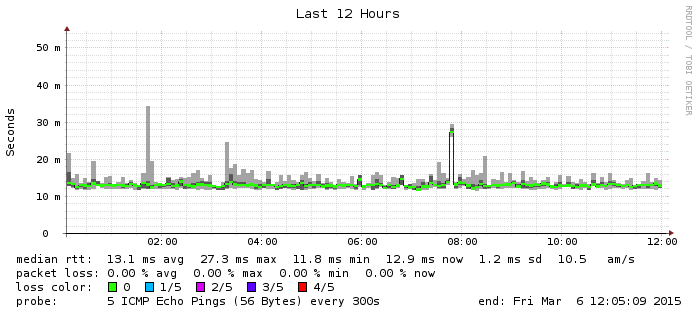 Last 12 Hours
RRDTOOL / TOBI OETIKER
Seconds
50 m
40 m
30 m
20 m
10 m
0
02:00 04:00 06:00 08:00 10:00 12:00
median rtt: 13.1 ms avg 27.3 ms max 11.8 ms min 12.9 ms now 1.2 ms sd 10.5 am/s
packet loss: 0.00 % avg 0.00 % max 0.00 % min 0.00 % now
loss color: 0 1/5 2/5 3/5 4/5
probe: 5 ICMP Echo Pings (56 Bytes) every 300s end: Fri Mar 6 12:05:09 2015